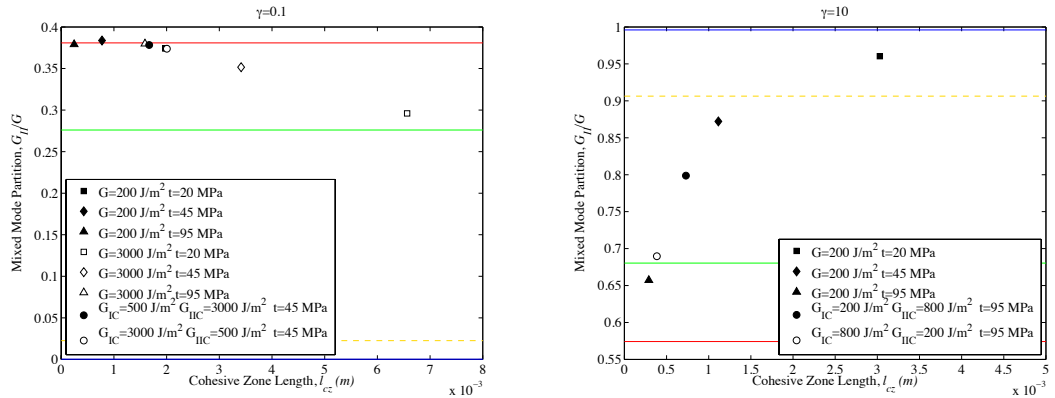 γ=0.1
0.4
0.35
0.3
0.25
0.2
0.15
0.1
0.05
0
Mixed Mode Partition, G_II/G
G=200 J/m² t=20 MPa
G=200 J/m² t=45 MPa
G=200 J/m² t=95 MPa
G=3000 J/m² t=20 MPa
G=3000 J/m² t=45 MPa
G=3000 J/m² t=95 MPa
G_IC=500 J/m² G_IIC=3000 J/m² t=45 MPa
G_IC=3000 J/m² G_IIC=500 J/m² t=45 MPa
0 1 2 3 4 5 6 7 8
Cohesive Zone Length, l_cz (m)
x 10⁻³
γ=10
0.95
0.9
0.85
0.8
0.75
0.7
0.65
0.6
0.55
Mixed Mode Partition, G_II/G
G=200 J/m² t=20 MPa
G=200 J/m² t=45 MPa
G=200 J/m² t=95 MPa
G_IC=200 J/m² G_IIC=800 J/m² t=95 MPa
G_IC=800 J/m² G_IIC=200 J/m² t=95 MPa
0 0.5 1 1.5 2 2.5 3 3.5 4 4.5 5
Cohesive Zone Length, l_cz (m)
x 10⁻³